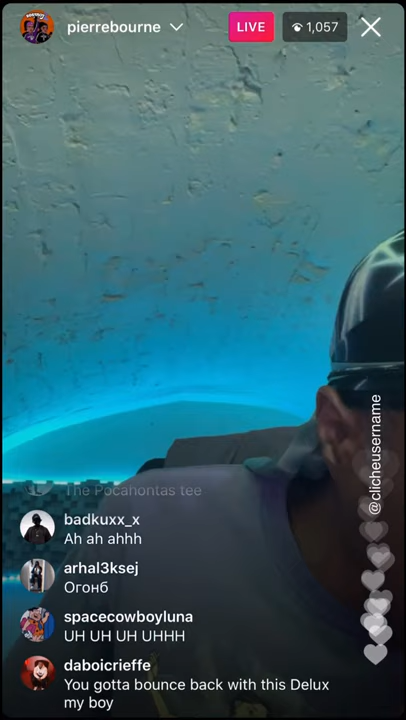 pierrebourne
LIVE
1,057
The Pocahontas tee
badkuxx_x
Ah ah ahhh
arhal3ksej
Огонб
spacecowboyluna
UH UH UH UHHH
daboicrieffe
You gotta bounce back with this Delux
my boy
@clicheusername